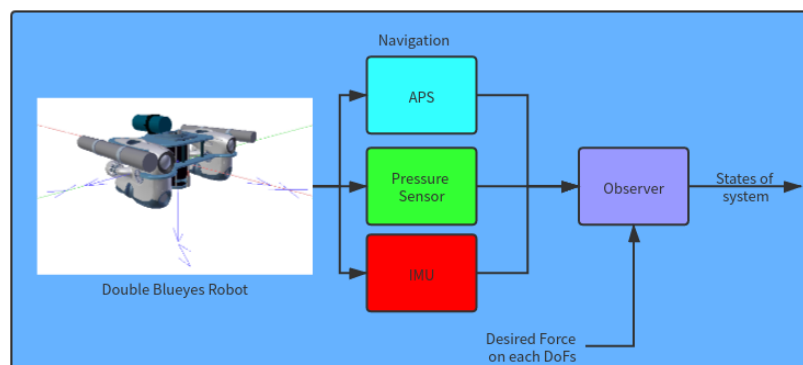 Navigation
APS
Pressure
Sensor
IMU
Double Blueyes Robot
Observer
States of
system
Desired Force
on each DoFs